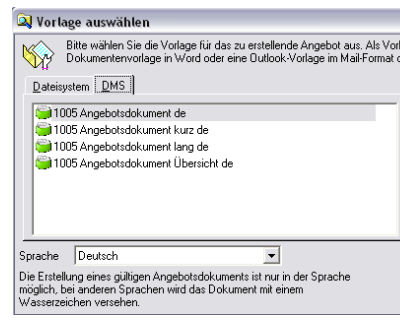 Vorlage auswählen
Bitte wählen Sie die Vorlage für das zu erstellende Angebot aus. Als Vorl
Dokumentenvorlage in Word oder eine Outlook-Vorlage im Mail-Format
Dateisystem DMS
1005 Angebotsdokument de
1005 Angebotsdokument kurz de
1005 Angebotsdokument lang de
1005 Angebotsdokument Übersicht de
Sprache Deutsch
Die Erstellung eines gültigen Angebotsdokuments ist nur in der Sprache
möglich, bei anderen Sprachen wird das Dokument mit einem
Wasserzeichen versehen.